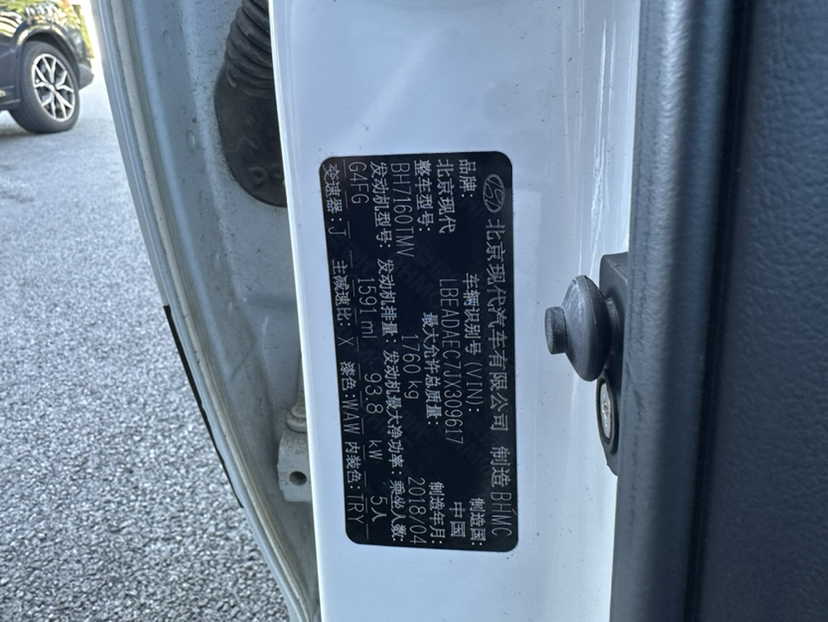 北京现代汽车有限公司 制造 BHMC
品牌: 车辆识别号 (VIN): 制造国:
北京现代 LBEADAEC7JX309617 中国
整车型号: 最大允许总质量: 制造年月:
BH7160TMV 1760 kg 2018/04
发动机型号: 发动机排量: 发动机最大净功率: 乘坐人数:
G4FG 1591 ml 93.8 kW 5人
变速器: J 主减速比: X 漆色: WAW 内装色: TRY